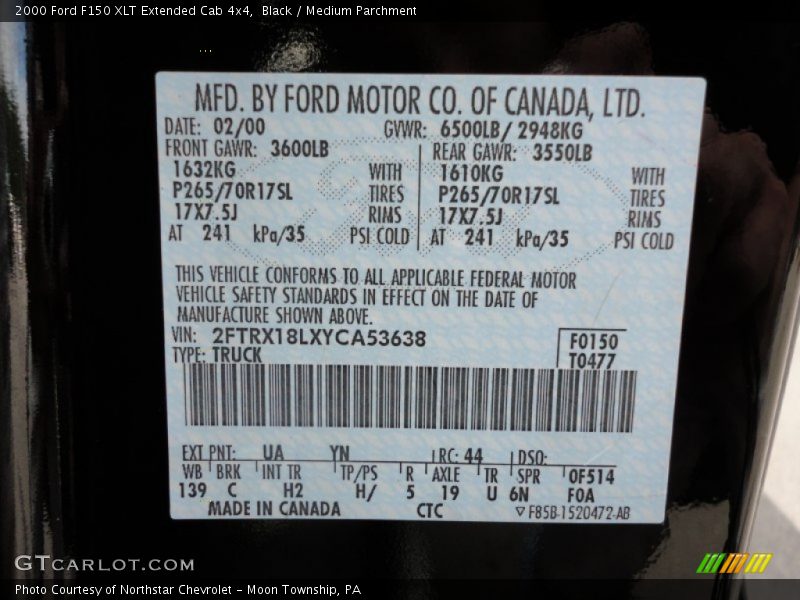 2000 Ford F150 XLT Extended Cab 4x4, Black / Medium Parchment
MFD. BY FORD MOTOR CO. OF CANADA, LTD.
DATE: 02/00 GVWR: 6500LB/ 2948KG
FRONT GAWR: 3600LB REAR GAWR: 3550LB
1632KG WITH 1610KG WITH
P265/70R17SL TIRES P265/70R17SL TIRES
17X7.5J RIMS 17X7.5J RIMS
AT 241 kPa/35 PSI COLD AT 241 kPa/35 PSI COLD
THIS VEHICLE CONFORMS TO ALL APPLICABLE FEDERAL MOTOR
VEHICLE SAFETY STANDARDS IN EFFECT ON THE DATE OF
MANUFACTURE SHOWN ABOVE.
VIN: 2FTRX18LXYCA53638 F0150
TYPE: TRUCK T0477
EXT PNT: UA YN RC: 44 DSO:
WB BRK INT TR TP/PS R AXLE TR SPR 0F514
139 C H2 H/ 5 19 U 6N F0A
MADE IN CANADA CTC ▽F85B-1520472-AB
GTCARLOT.COM
Photo Courtesy of Northstar Chevrolet - Moon Township, PA